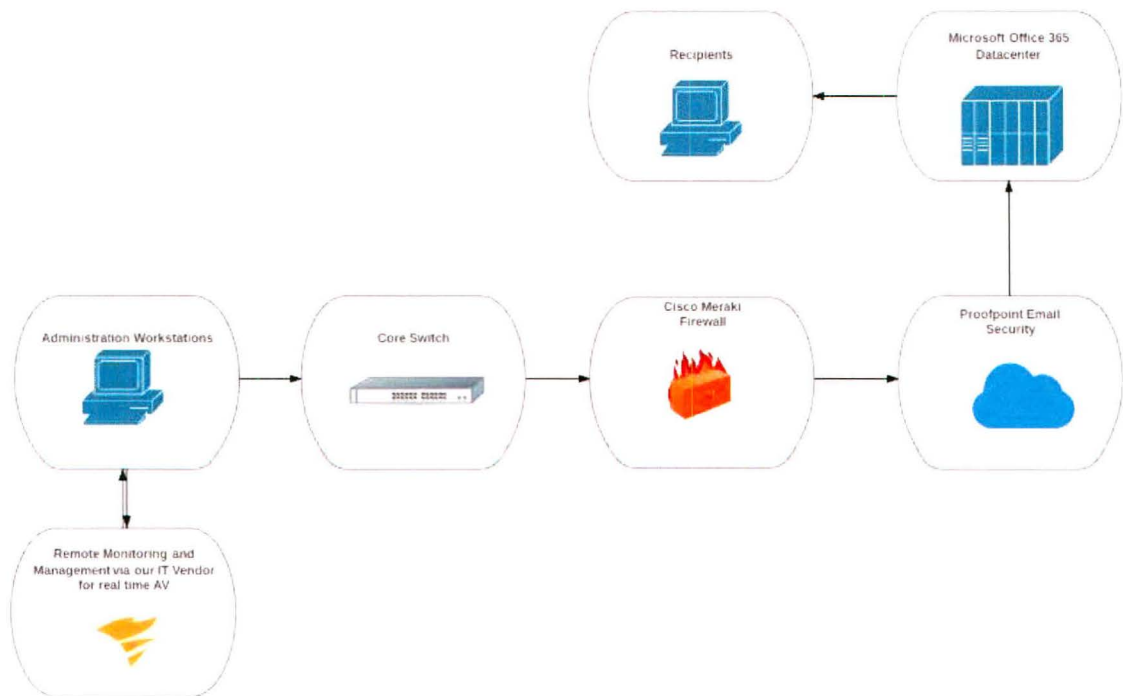 Recipients
Microsoft Office 365
Datacenter
Administration Workstations
Core Switch
Cisco Meraki
Firewall
Proofpoint Email
Security
Remote Monitoring and
Management via our IT Vendor
for real time AV